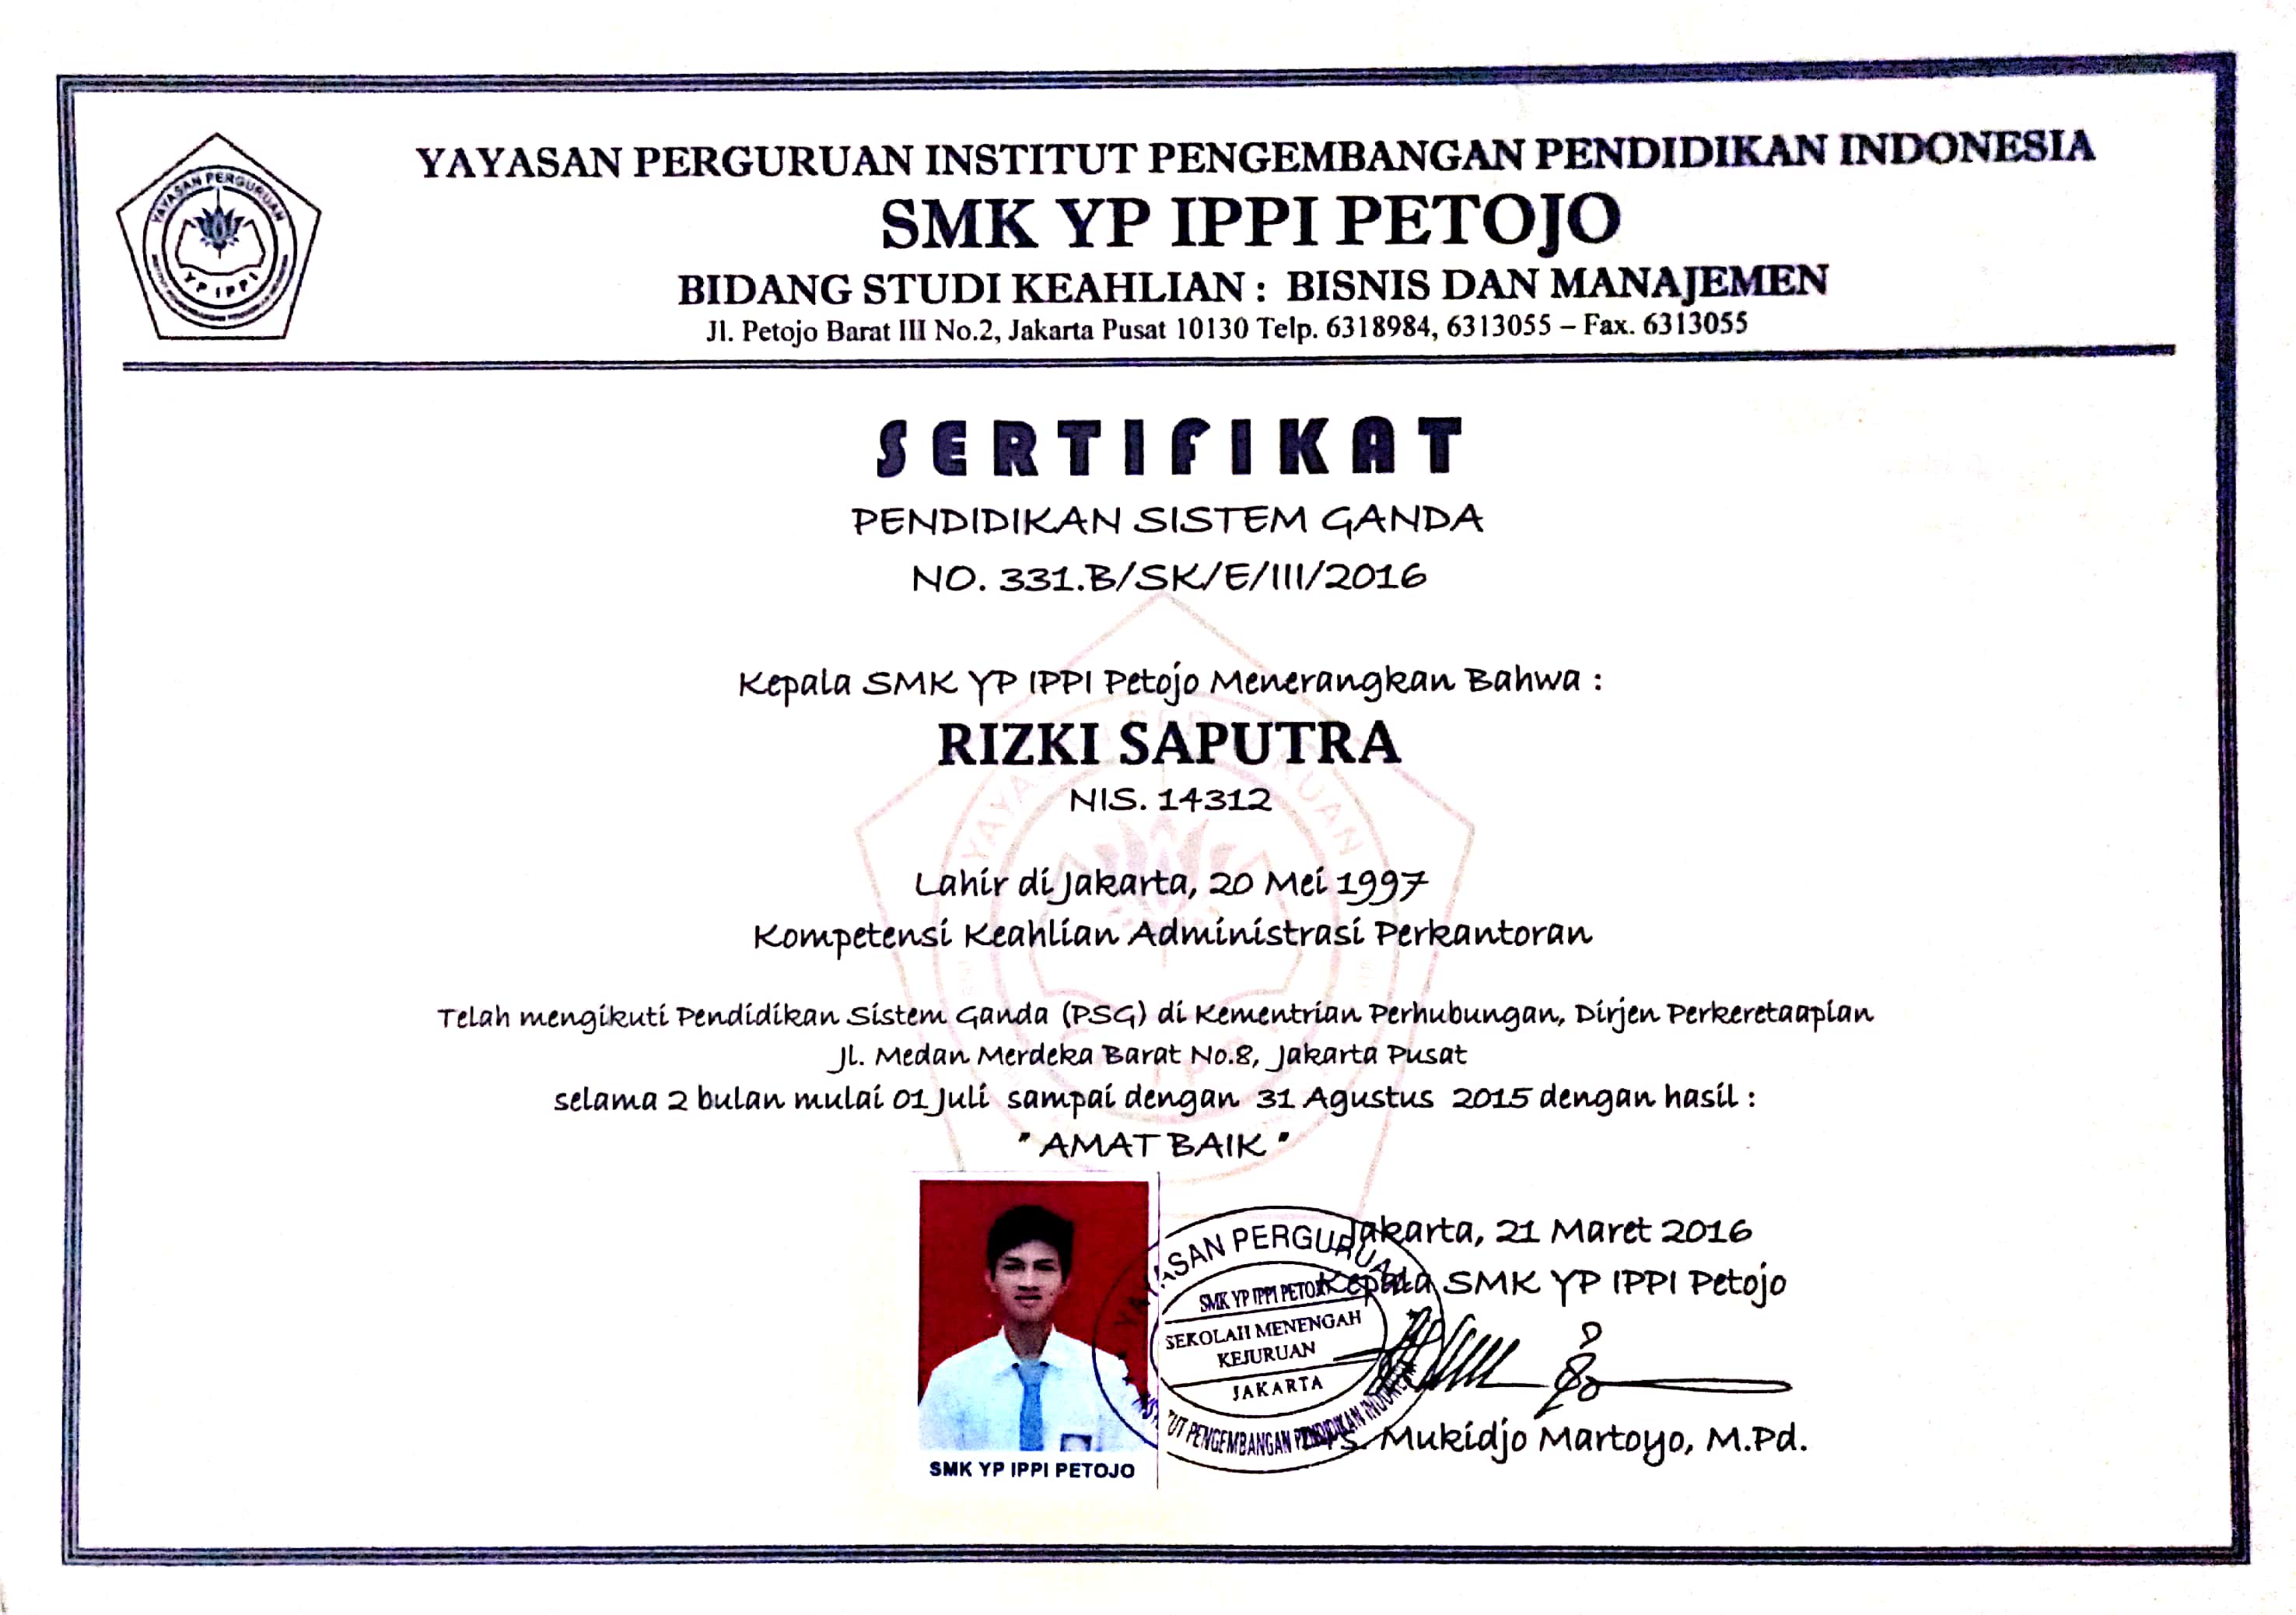 YAYASAN PERGURUAN INSTITUT PENGEMBANGAN PENDIDIKAN INDONESIA
SMK YP IPPI PETOJO
BIDANG STUDI KEAHLIAN : BISNIS DAN MANAJEMEN
Jl. Petojo Barat III No.2, Jakarta Pusat 10130 Telp. 6318984, 6313055 – Fax. 6313055
YAYASAN PERGURUAN
YP IPPI
SERTIFIKAT
PENDIDIKAN SISTEM GANDA
NO. 331.B/SK/E/III/2016
Kepala SMK YP IPPI Petojo Menerangkan Bahwa :
RIZKI SAPUTRA
NIS. 14312
Lahir di Jakarta, 20 Mei 1997
Kompetensi Keahlian Administrasi Perkantoran
Telah mengikuti Pendidikan Sistem Ganda (PSG) di Kementrian Perhubungan, Dirjen Perkeretaapian
Jl. Medan Merdeka Barat No.8, Jakarta Pusat
selama 2 bulan mulai 01 Juli sampai dengan 31 Agustus 2015 dengan hasil :
" AMAT BAIK "
Jakarta, 21 Maret 2016
Kepala SMK YP IPPI Petojo
YAYASAN PERGURUAN
SMK YP IPPI PETOJO
SEKOLAH MENENGAH
KEJURUAN
JAKARTA
INSTITUT PENGEMBANGAN PENDIDIKAN INDONESIA
Mukidjo Martoyo, M.Pd.
SMK YP IPPI PETOJO